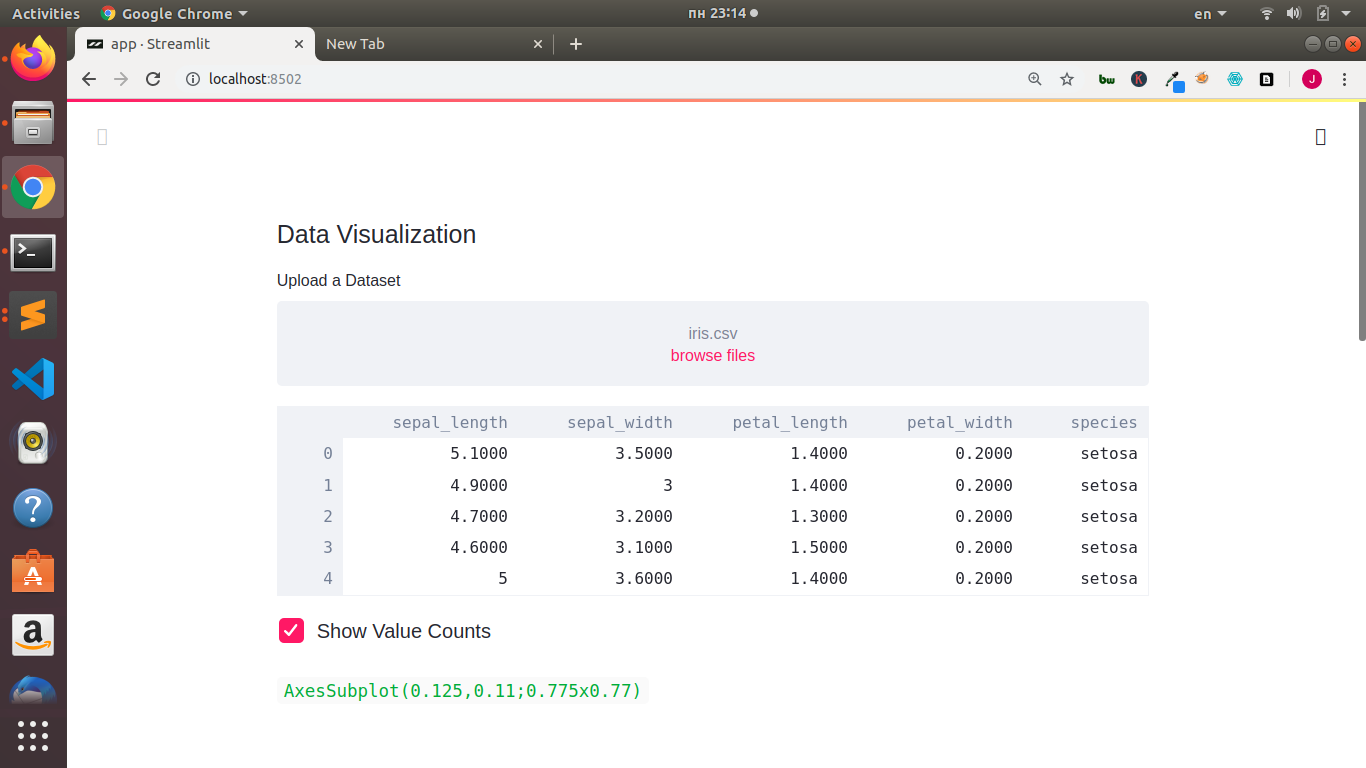 Activities Google Chrome пн 23:14 en
app · Streamlit New Tab
localhost:8502 bw K J
Data Visualization
Upload a Dataset
iris.csv
browse files
sepal_length sepal_width petal_length petal_width species
0 5.1000 3.5000 1.4000 0.2000 setosa
1 4.9000 3 1.4000 0.2000 setosa
2 4.7000 3.2000 1.3000 0.2000 setosa
3 4.6000 3.1000 1.5000 0.2000 setosa
4 5 3.6000 1.4000 0.2000 setosa
Show Value Counts
AxesSubplot(0.125,0.11;0.775x0.77)